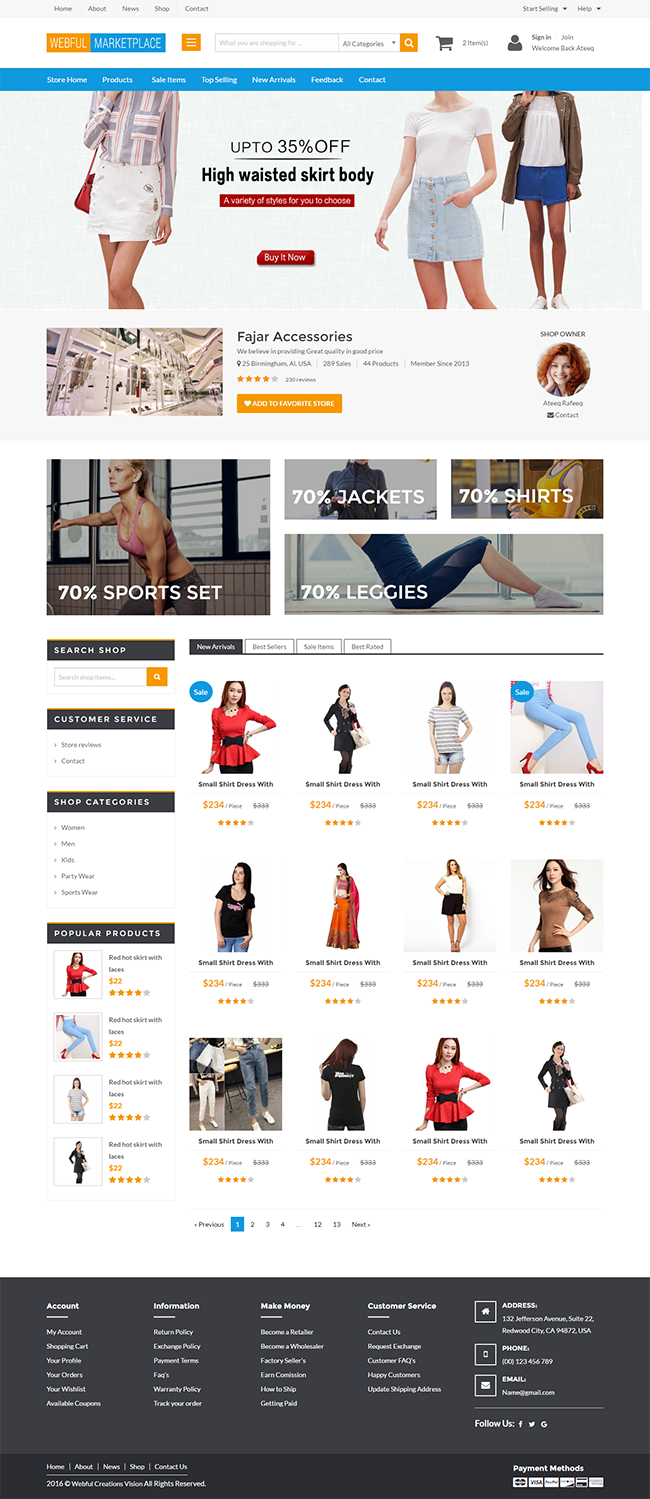 Home About News Shop Contact Start Selling Help
WEBFUL MARKETPLACE What you are shopping for ... All Categories 2 Item(s) Sign in Join
Welcome Back Ateeq
Store Home Products Sale Items Top Selling New Arrivals Feedback Contact
UPTO 35%OFF
High waisted skirt body
A variety of styles for you to choose
Buy It Now
Fajar Accessories
We believe in providing Great quality in good price
25 Birmingham, Al, USA 289 Sales 44 Products Member Since 2013
230 reviews
ADD TO FAVORITE STORE
SHOP OWNER
Ateeq Rafeeq
Contact
70% SPORTS SET
70% JACKETS
70% SHIRTS
70% LEGGIES
SEARCH SHOP
Search shop items...
CUSTOMER SERVICE
› Store reviews
› Contact
SHOP CATEGORIES
› Women
› Men
› Kids
› Party Wear
› Sports Wear
POPULAR PRODUCTS
Red hot skirt with
laces
$22
Red hot skirt with
laces
$22
Red hot skirt with
laces
$22
Red hot skirt with
laces
$22
New Arrivals Best Sellers Sale Items Best Rated
Sale Sale
Small Shirt Dress With Small Shirt Dress With Small Shirt Dress With Small Shirt Dress With
$234 / Piece $333 $234 / Piece $333 $234 / Piece $333 $234 / Piece $333
Small Shirt Dress With Small Shirt Dress With Small Shirt Dress With Small Shirt Dress With
$234 / Piece $333 $234 / Piece $333 $234 / Piece $333 $234 / Piece $333
Small Shirt Dress With Small Shirt Dress With Small Shirt Dress With Small Shirt Dress With
$234 / Piece $333 $234 / Piece $333 $234 / Piece $333 $234 / Piece $333
« Previous 1 2 3 4 ... 12 13 Next »
Account
My Account
Shopping Cart
Your Profile
Your Orders
Your Wishlist
Available Coupons
Information
Return Policy
Exchange Policy
Payment Terms
Faq's
Warranty Policy
Track your order
Make Money
Become a Retailer
Become a Wholesaler
Factory Seller's
Earn Comission
How to Ship
Getting Paid
Customer Service
Contact Us
Request Exchange
Customer FAQ's
Happy Customers
Update Shipping Address
ADDRESS:
132 Jefferson Avenue, Suite 22,
Redwood City, CA 94872, USA
PHONE:
(00) 123 456 789
EMAIL:
Name@gmail.com
Follow Us:
Home | About | News | Shop | Contact Us
2016 © Webful Creations Vision All Rights Reserved.
Payment Methods
VISA PayPal